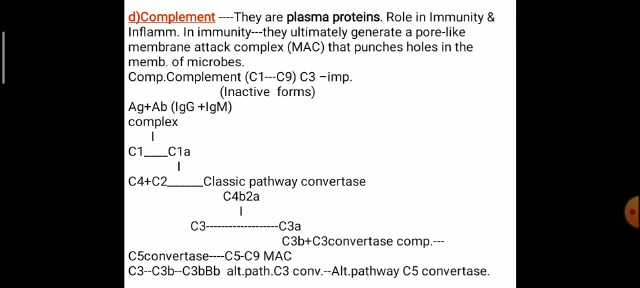 d)Complement ----They are plasma proteins. Role in Immunity &
Inflamm. In immunity---they ultimately generate a pore-like
membrane attack complex (MAC) that punches holes in the
memb. of microbes.
Comp.Complement (C1---C9) C3 –imp.
(Inactive forms)
Ag+Ab (IgG +IgM)
complex
I
C1____C1a
I
C4+C2______Classic pathway convertase
C4b2a
I
C3-------------------C3a
C3b+C3convertase comp.---
C5convertase----C5-C9 MAC
C3--C3b--C3bBb alt.path.C3 conv.--Alt.pathway C5 convertase.